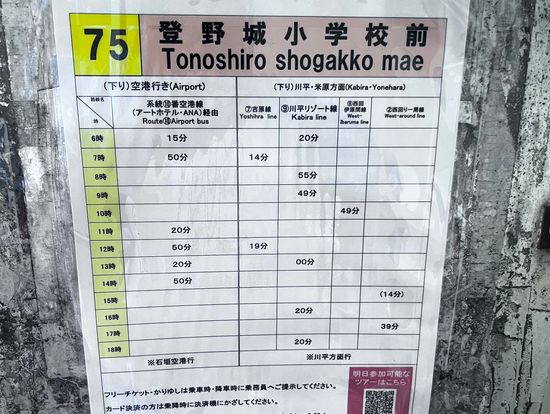 75 登野城小学校前
Tonoshiro shogakko mae
(下り)空港行き(Airport) (下り)川平・米原方面(Kabira・Yonehara)
路線名 系統⑩番空港線 ⑦吉原線 ⑨川平リゾート線 ⑧西回伊原間線 ②西回り一周線
時 (アートホテル・ANA)経由 Yoshihra line Kabira line West-Ibaruma line West-around line
Route⑩Airport bus
6時 15分 20分
7時 50分 14分
8時 55分
9時 49分
10時 49分
11時 20分
12時 50分 19分
13時 20分 00分
14時 50分
15時 (14分)
16時 20分
17時 39分
18時 20分
※石垣空港行 ※川平方面行
フリーチケット・かりゆしは乗車時・降車時に乗務員へご提示してください。
カード決済の方は乗降時に決済機にかざしてください。
明日参加可能な
ツアーはこちら